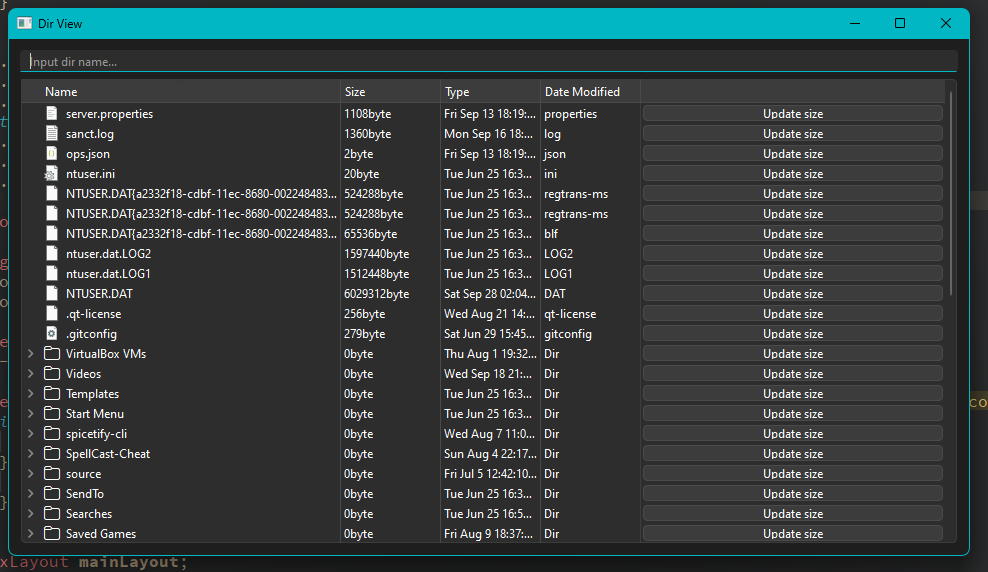 Dir View
Input dir name...
Name Size Type Date Modified
server.properties 1108byte Fri Sep 13 18:19:... properties Update size
sanct.log 1360byte Mon Sep 16 18:... log Update size
ops.json 2byte Fri Sep 13 18:19:... json Update size
ntuser.ini 20byte Tue Jun 25 16:3... ini Update size
NTUSER.DAT{a2332f18-cdbf-11ec-8680-002248483... 524288byte Tue Jun 25 16:3... regtrans-ms Update size
NTUSER.DAT{a2332f18-cdbf-11ec-8680-002248483... 524288byte Tue Jun 25 16:3... regtrans-ms Update size
NTUSER.DAT{a2332f18-cdbf-11ec-8680-002248483... 65536byte Tue Jun 25 16:3... blf Update size
ntuser.dat.LOG2 1597440byte Tue Jun 25 16:3... LOG2 Update size
ntuser.dat.LOG1 1512448byte Tue Jun 25 16:3... LOG1 Update size
NTUSER.DAT 6029312byte Sat Sep 28 02:04... DAT Update size
.qt-license 256byte Wed Aug 21 14:... qt-license Update size
.gitconfig 279byte Sat Jun 29 15:45... gitconfig Update size
VirtualBox VMs 0byte Thu Aug 1 19:32... Dir Update size
Videos 0byte Wed Sep 18 21:... Dir Update size
Templates 0byte Tue Jun 25 16:3... Dir Update size
Start Menu 0byte Tue Jun 25 16:3... Dir Update size
spicetify-cli 0byte Wed Aug 7 11:0... Dir Update size
SpellCast-Cheat 0byte Sun Aug 4 22:17... Dir Update size
source 0byte Fri Jul 5 12:42:10... Dir Update size
SendTo 0byte Tue Jun 25 16:3... Dir Update size
Searches 0byte Tue Jun 25 16:5... Dir Update size
Saved Games 0byte Fri Aug 9 18:37:... Dir Update size
xLayout mainLayout;